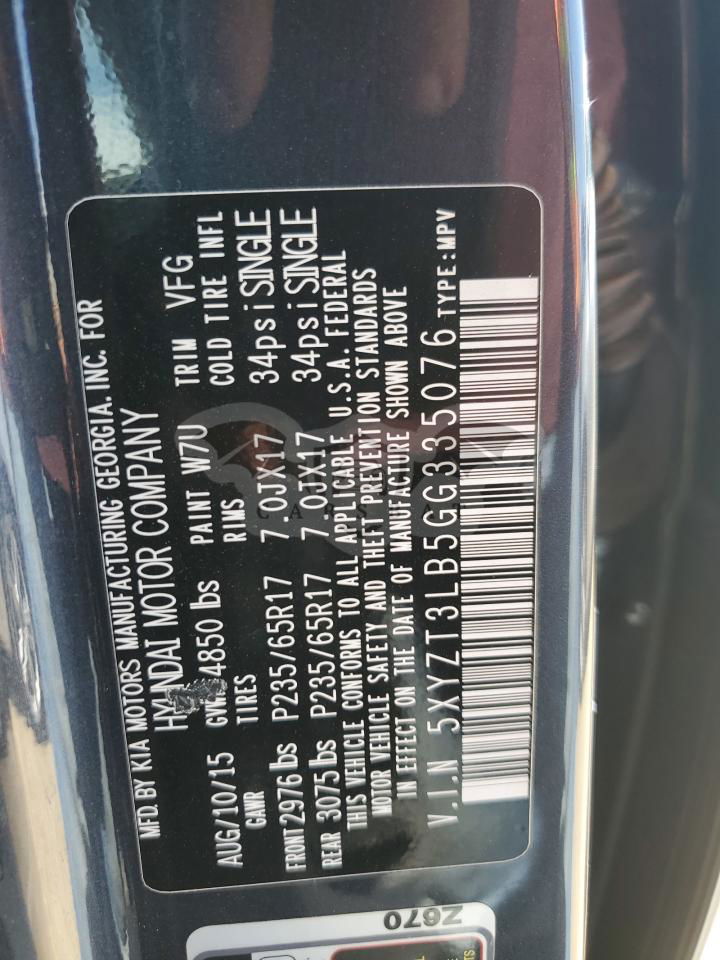 MFD. BY KIA MOTORS MANUFACTURING GEORGIA. INC. FOR
HYUNDAI MOTOR COMPANY
AUG/10/15 4850 lbs PAINT W7U TRIM VFG
GAWR TIRES RIMS COLD TIRE INFL
FRONT 2976 lbs P235/65R17 7.0JX17 34psi SINGLE
REAR 3075 lbs P235/65R17 7.0JX17 34psi SINGLE
THIS VEHICLE CONFORMS TO ALL APPLICABLE U.S.A. FEDERAL
MOTOR VEHICLE SAFETY AND THEFT PREVENTION STANDARDS
IN EFFECT ON THE DATE OF MANUFACTURE SHOWN ABOVE
V.I.N 5XYZT3LB5GG335076 TYPE:MPV
Z670